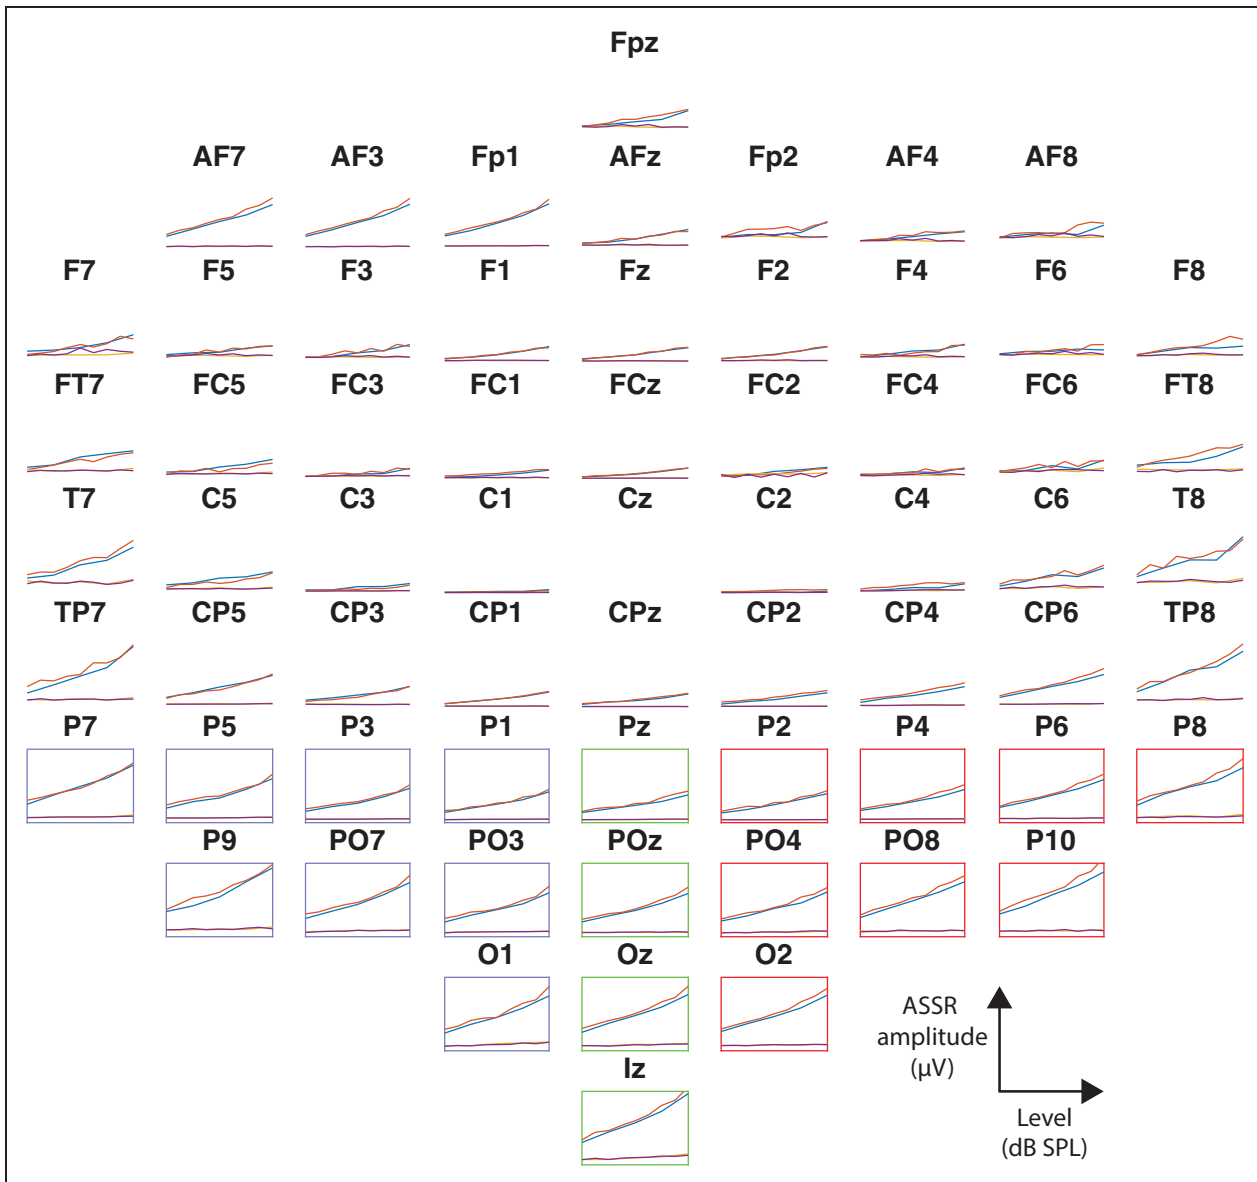 Fpz
AF7 AF3 Fp1 AFz Fp2 AF4 AF8
F7 F5 F3 F1 Fz F2 F4 F6 F8
FT7 FC5 FC3 FC1 FCz FC2 FC4 FC6 FT8
T7 C5 C3 C1 Cz C2 C4 C6 T8
TP7 CP5 CP3 CP1 CPz CP2 CP4 CP6 TP8
P7 P5 P3 P1 Pz P2 P4 P6 P8
P9 PO7 PO3 POz PO4 PO8 P10
O1 Oz O2
Iz
ASSR
amplitude
(µV)
Level
(dB SPL)